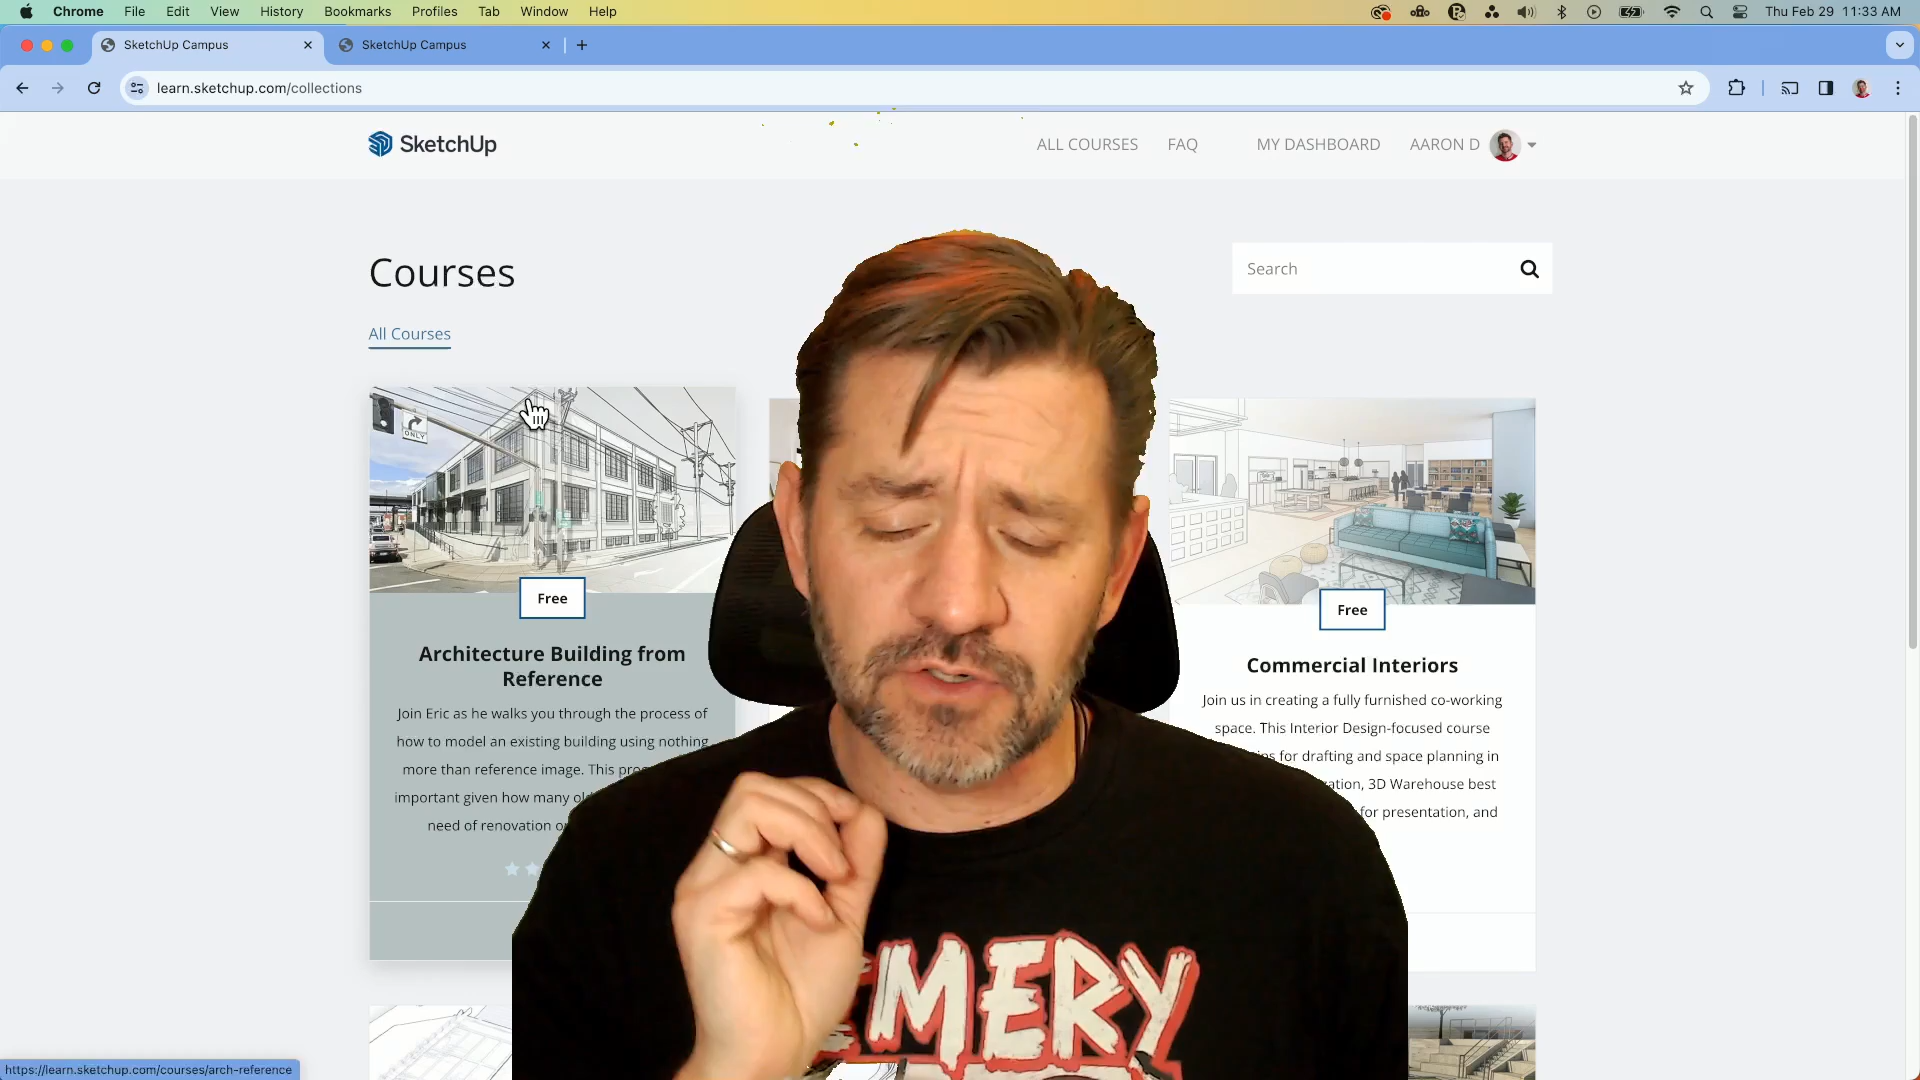 Chrome File Edit View History Bookmarks Profiles Tab Window Help Thu Feb 29 11:33 AM
SketchUp Campus SketchUp Campus
learn.sketchup.com/collections
SketchUp ALL COURSES FAQ MY DASHBOARD AARON D
Courses
Search
All Courses
ONLY
Free
Architecture Building from
Reference
Join Eric as he walks you through the process of
how to model an existing building using nothing
more than reference image. This
important given how many
need of renovation
Free
Commercial Interiors
Join us in creating a fully furnished co-working
space. This Interior Design-focused course
for drafting and space planning in
3D Warehouse best
for presentation, and
EMERY
https://learn.sketchup.com/courses/arch-reference